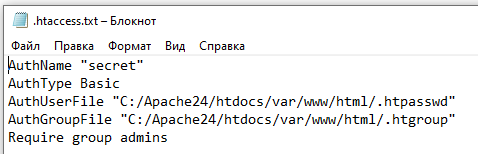 .htaccess.txt – Блокнот
Файл Правка Формат Вид Справка
AuthName "secret"
AuthType Basic
AuthUserFile "C:/Apache24/htdocs/var/www/html/.htpasswd"
AuthGroupFile "C:/Apache24/htdocs/var/www/html/.htgroup"
Require group admins